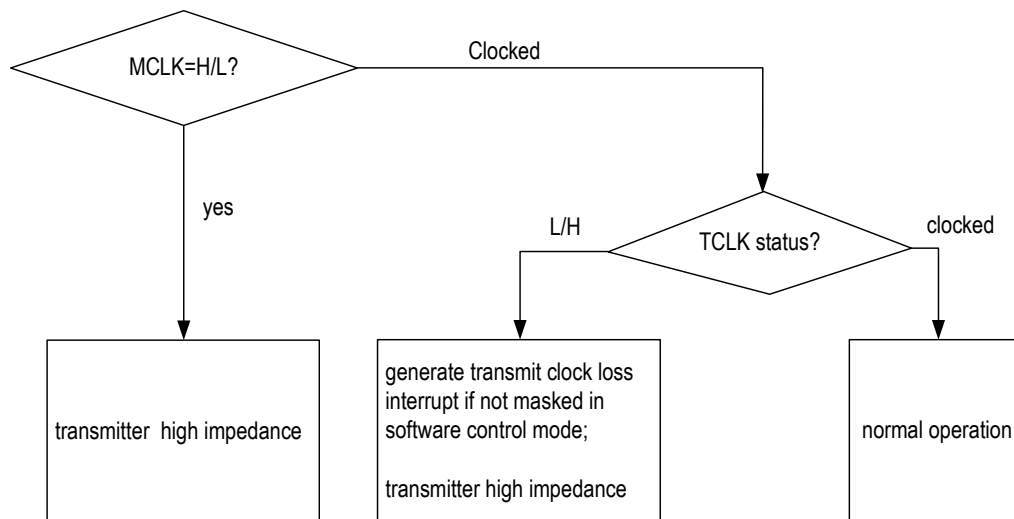 MCLK=H/L?
Clocked
yes
L/H
TCLK status?
clocked
transmitter high impedance
generate transmit clock loss
interrupt if not masked in
software control mode;
transmitter high impedance
normal operation